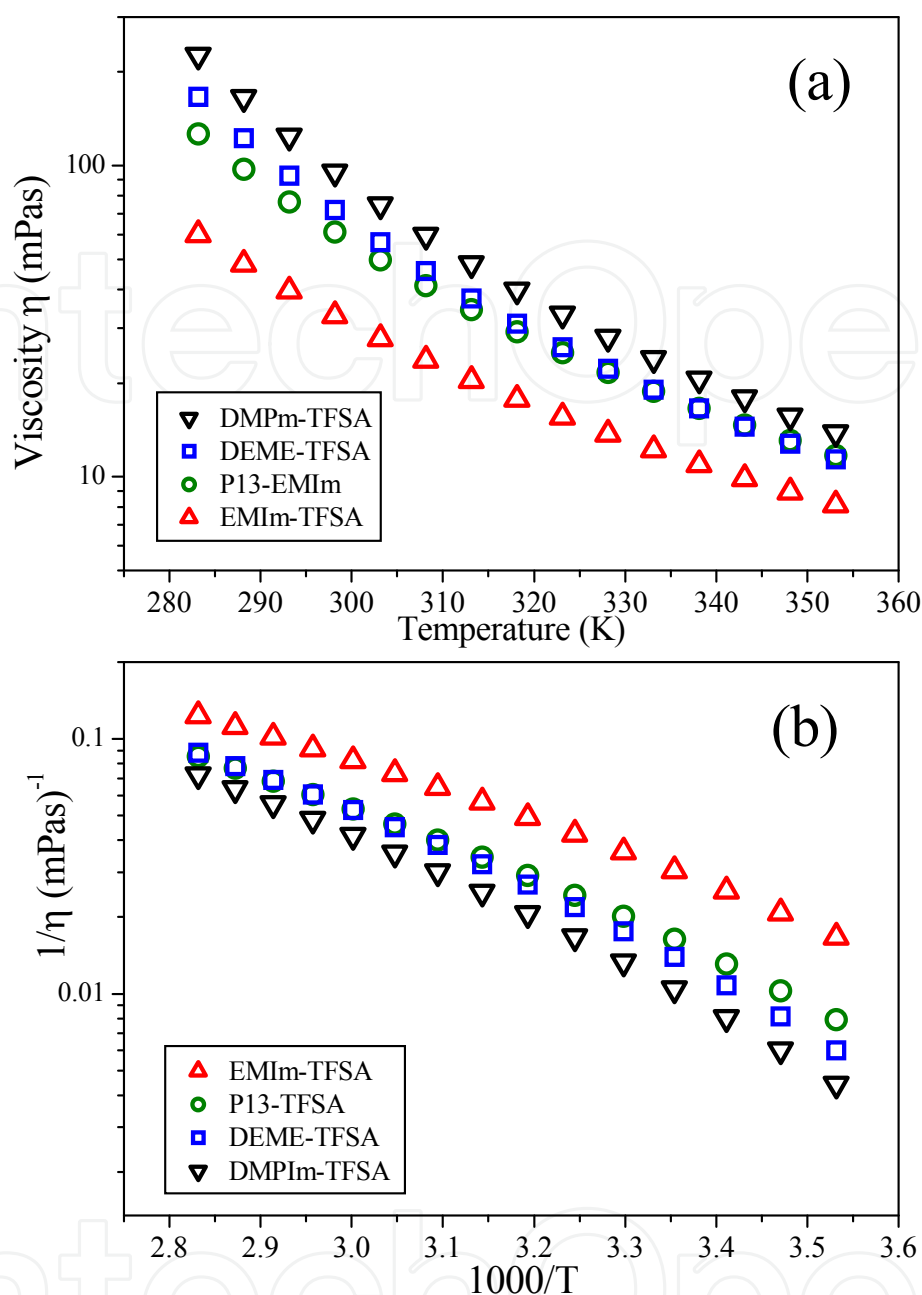 (a)
100
10
Viscosity η (mPas)
DMPm-TFSA
DEME-TFSA
P13-EMIm
EMIm-TFSA
280 290 300 310 320 330 340 350 360
Temperature (K)
(b)
0.1
0.01
1/η (mPas)⁻¹
EMIm-TFSA
P13-TFSA
DEME-TFSA
DMPIm-TFSA
2.8 2.9 3.0 3.1 3.2 3.3 3.4 3.5 3.6
1000/T